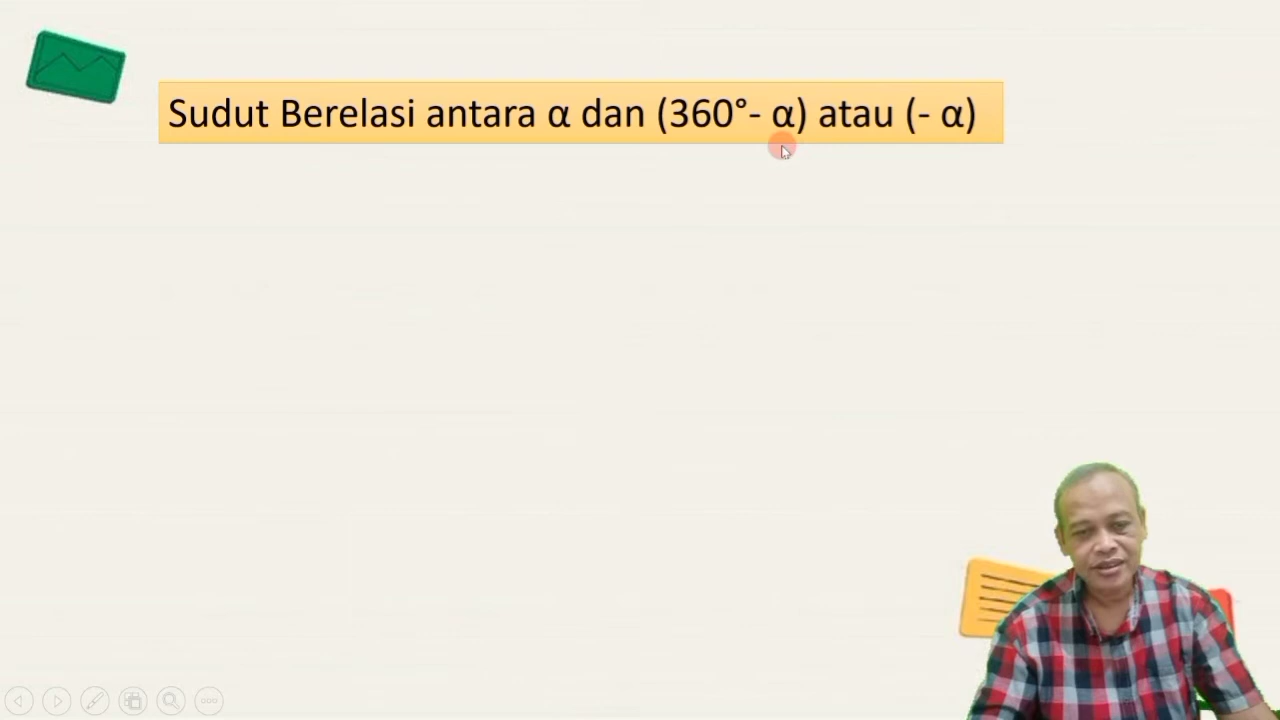 Sudut Berelasi antara α dan (360°- α) atau (- α)